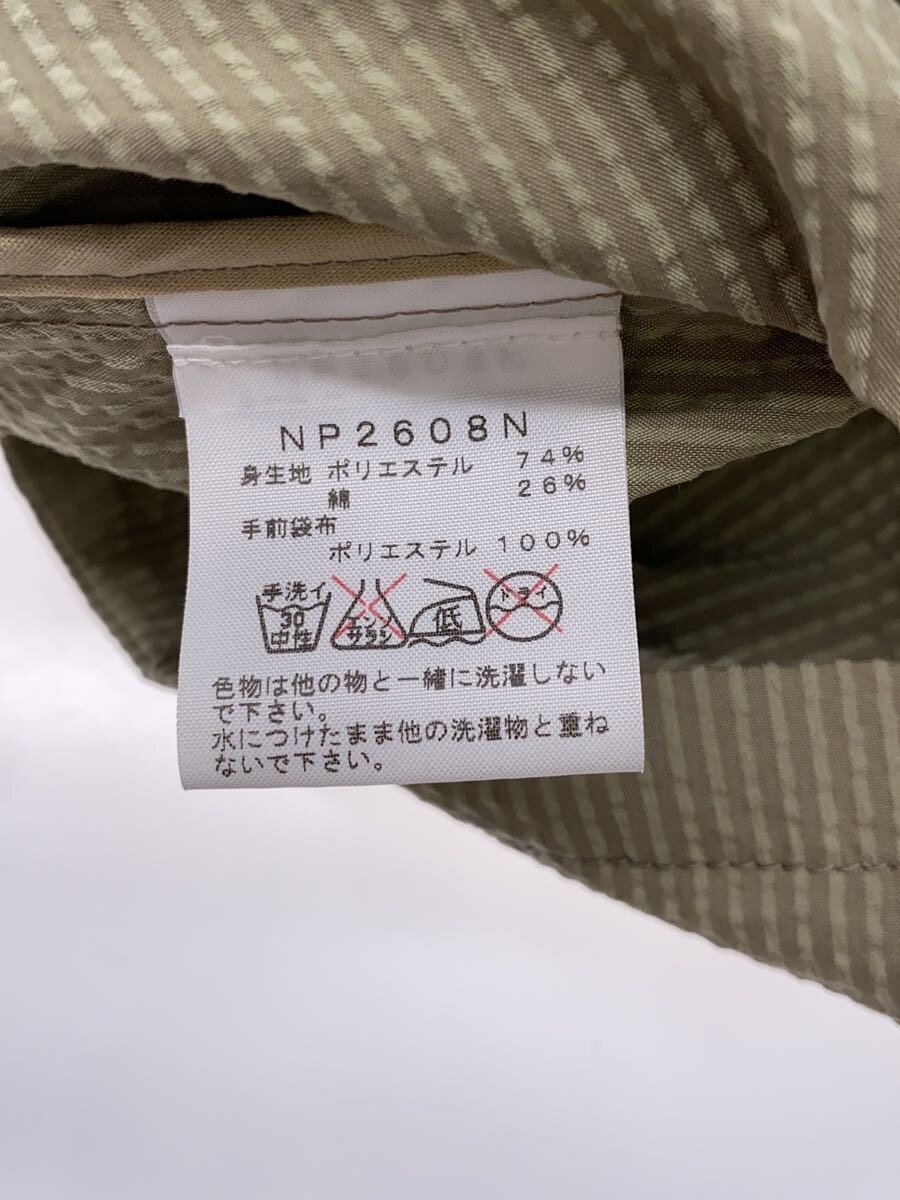 NP2608N
身生地 ポリエステル 74%
綿 26%
手前袋布
ポリエステル 100%
手洗イ
30
中性
エンソ
サラシ
低
ドライ
色物は他の物と一緒に洗濯しない
で下さい。
水につけたまま他の洗濯物と重ね
ないで下さい。